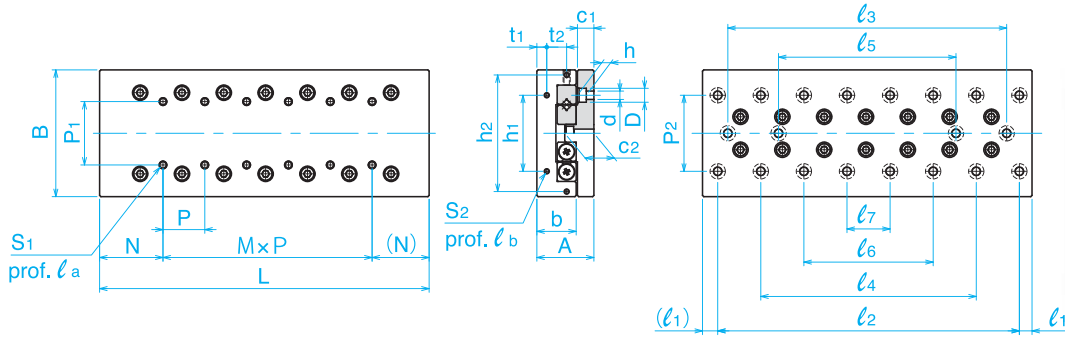 B
P1
S1
prof. ℓa
P
N
M×P
(N)
L
t1
t2
c1
h
h2
h1
d
D
c2
S2
prof. ℓb
b
A
ℓ3
ℓ5
P2
ℓ7
ℓ6
ℓ4
(ℓ1)
ℓ2
ℓ1